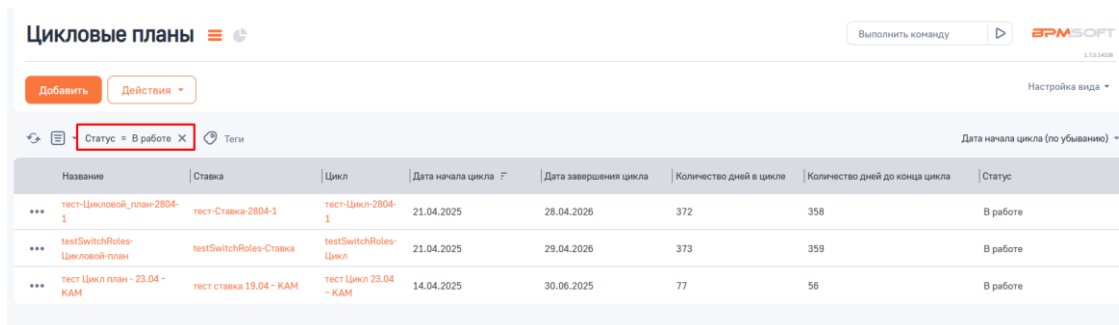 Цикловые планы
Выполнить команду
BPMSOFT
1.7.0.14108
Добавить
Действия
Настройка вида
Статус = В работе
Теги
Дата начала цикла (по убыванию)
Название Ставка Цикл Дата начала цикла Дата завершения цикла Количество дней в цикле Количество дней до конца цикла Статус
тест-Цикловой_план-2804-
1
тест-Ставка-2804-1
тест-Цикл-2804-
1
21.04.2025 28.04.2026 372 358 В работе
testSwitchRoles-
Цикловой-план
testSwitchRoles-Ставка
testSwitchRoles-
Цикл
21.04.2025 29.04.2026 373 359 В работе
тест Цикл план - 23.04 –
КАМ
тест ставка 19.04 – КАМ
тест Цикл 23.04
– КАМ
14.04.2025 30.06.2025 77 56 В работе